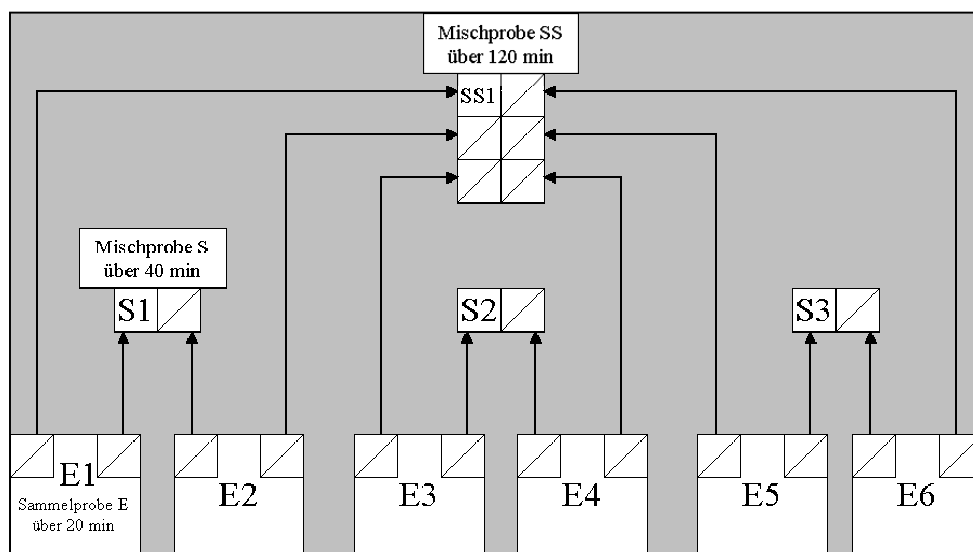 Mischprobe SS
über 120 min
SS1
Mischprobe S
über 40 min
S1
S2
S3
E1
Sammelprobe E
über 20 min
E2
E3
E4
E5
E6